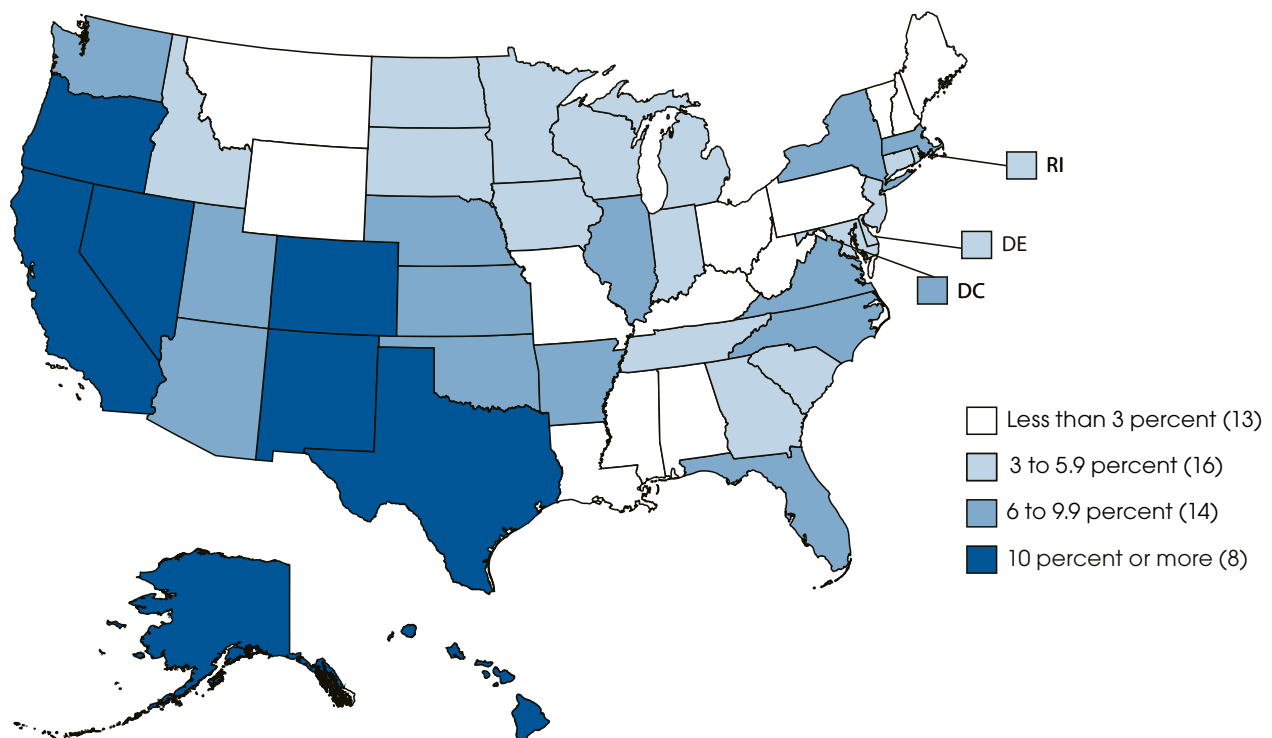 RI
DE
DC
Less than 3 percent (13)
3 to 5.9 percent (16)
6 to 9.9 percent (14)
10 percent or more (8)